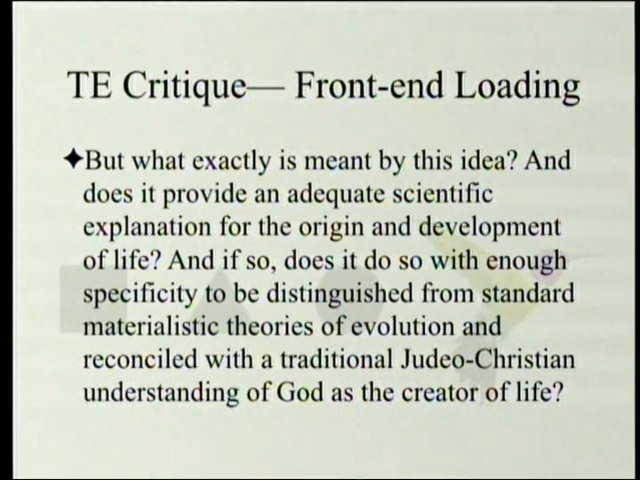 TE Critique— Front-end Loading
✦But what exactly is meant by this idea? And
does it provide an adequate scientific
explanation for the origin and development
of life? And if so, does it do so with enough
specificity to be distinguished from standard
materialistic theories of evolution and
reconciled with a traditional Judeo-Christian
understanding of God as the creator of life?